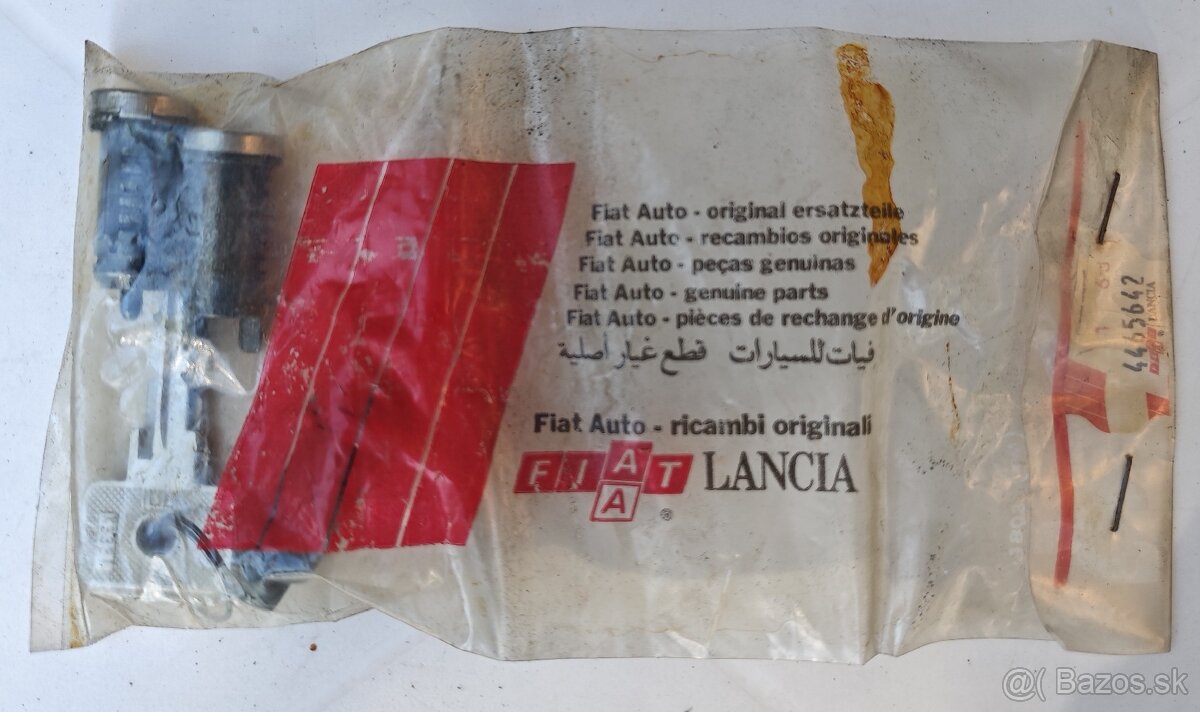 Fiat Auto - original ersatzteile
Fiat Auto - recambios originales
Fiat Auto - peças genuinas
Fiat Auto - genuine parts
Fiat Auto - pièces de rechange d'origine
فيات للسيارات قطع غيار أصلية
Fiat Auto - ricambi originali
FIAT LANCIA
A
®
4465642
LANCIA
@( Bazos.sk